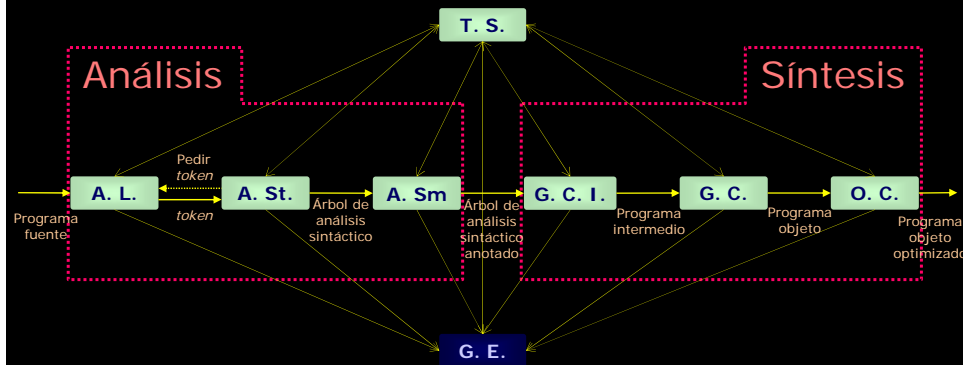 T. S.
Análisis
Síntesis
Pedir
token
A. L.
A. St.
A. Sm
G. C. I.
G. C.
O. C.
Programa
fuente
token
Árbol de
análisis
sintáctico
Árbol de
análisis
sintáctico
anotado
Programa
intermedio
Programa
objeto
Programa
objeto
optimizado
G. E.